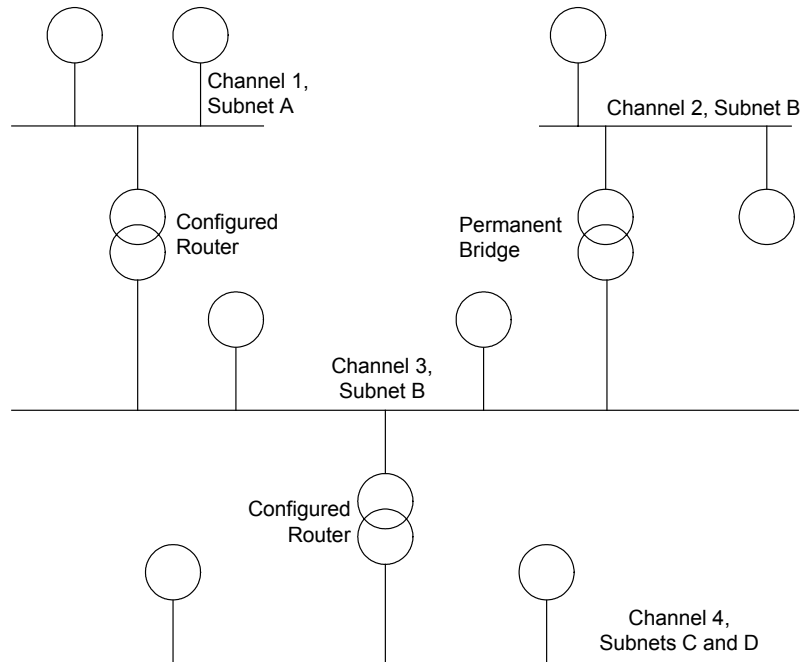 Channel 1,
Subnet A
Channel 2, Subnet B
Configured
Router
Permanent
Bridge
Channel 3,
Subnet B
Configured
Router
Channel 4,
Subnets C and D